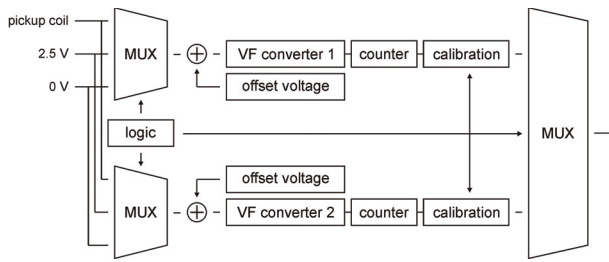 pickup coil
2.5 V
0 V
MUX
VF converter 1
counter
calibration
offset voltage
logic
MUX
offset voltage
MUX
VF converter 2
counter
calibration